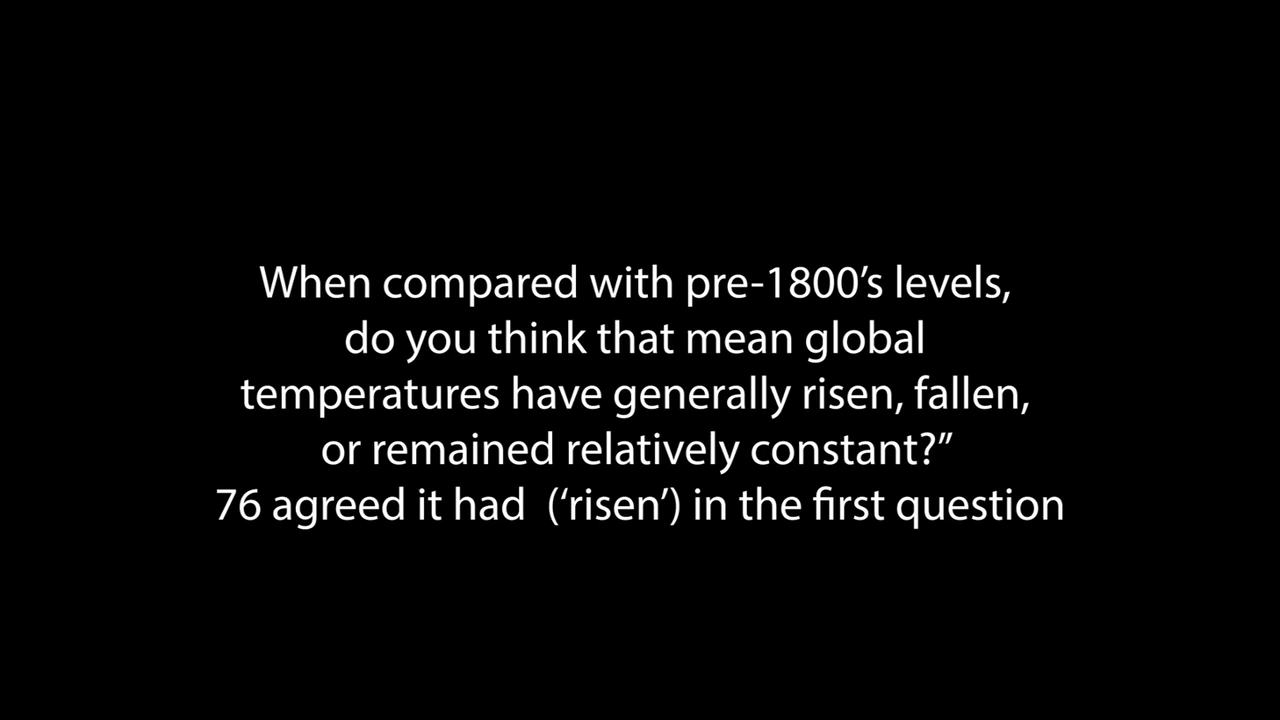 When compared with pre-1800’s levels,
do you think that mean global
temperatures have generally risen, fallen,
or remained relatively constant?”
76 agreed it had  (‘risen’) in the first question